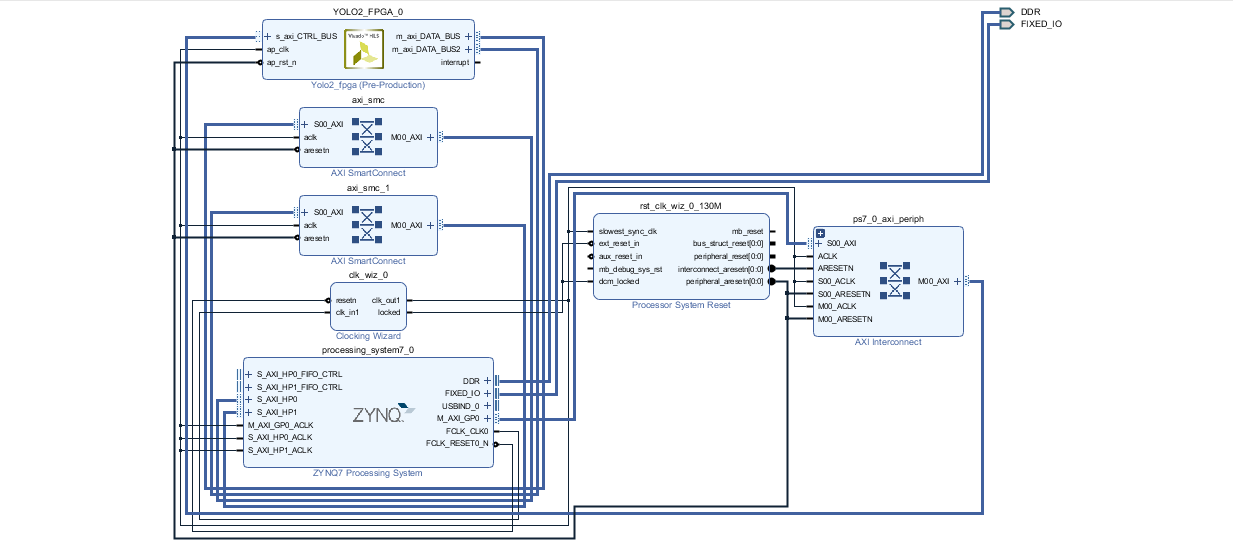 YOLO2_FPGA_0
s_axi_CTRL_BUS
ap_clk
ap_rst_n
Vivado™ HLS
m_axi_DATA_BUS
m_axi_DATA_BUS2
interrupt
Yolo2_fpga (Pre-Production)
DDR
FIXED_IO
axi_smc
S00_AXI
aclk
aresetn
M00_AXI
AXI SmartConnect
axi_smc_1
S00_AXI
aclk
aresetn
M00_AXI
AXI SmartConnect
clk_wiz_0
resetn
clk_in1
clk_out1
locked
Clocking Wizard
rst_clk_wiz_0_130M
slowest_sync_clk
ext_reset_in
aux_reset_in
mb_debug_sys_rst
dcm_locked
mb_reset
bus_struct_reset[0:0]
peripheral_reset[0:0]
interconnect_aresetn[0:0]
peripheral_aresetn[0:0]
Processor System Reset
ps7_0_axi_periph
S00_AXI
ACLK
ARESETN
S00_ACLK
S00_ARESETN
M00_ACLK
M00_ARESETN
M00_AXI
AXI Interconnect
processing_system7_0
S_AXI_HP0_FIFO_CTRL
S_AXI_HP1_FIFO_CTRL
S_AXI_HP0
S_AXI_HP1
M_AXI_GP0_ACLK
S_AXI_HP0_ACLK
S_AXI_HP1_ACLK
ZYNQ
DDR
FIXED_IO
USBIND_0
M_AXI_GP0
FCLK_CLK0
FCLK_RESET0_N
ZYNQ7 Processing System